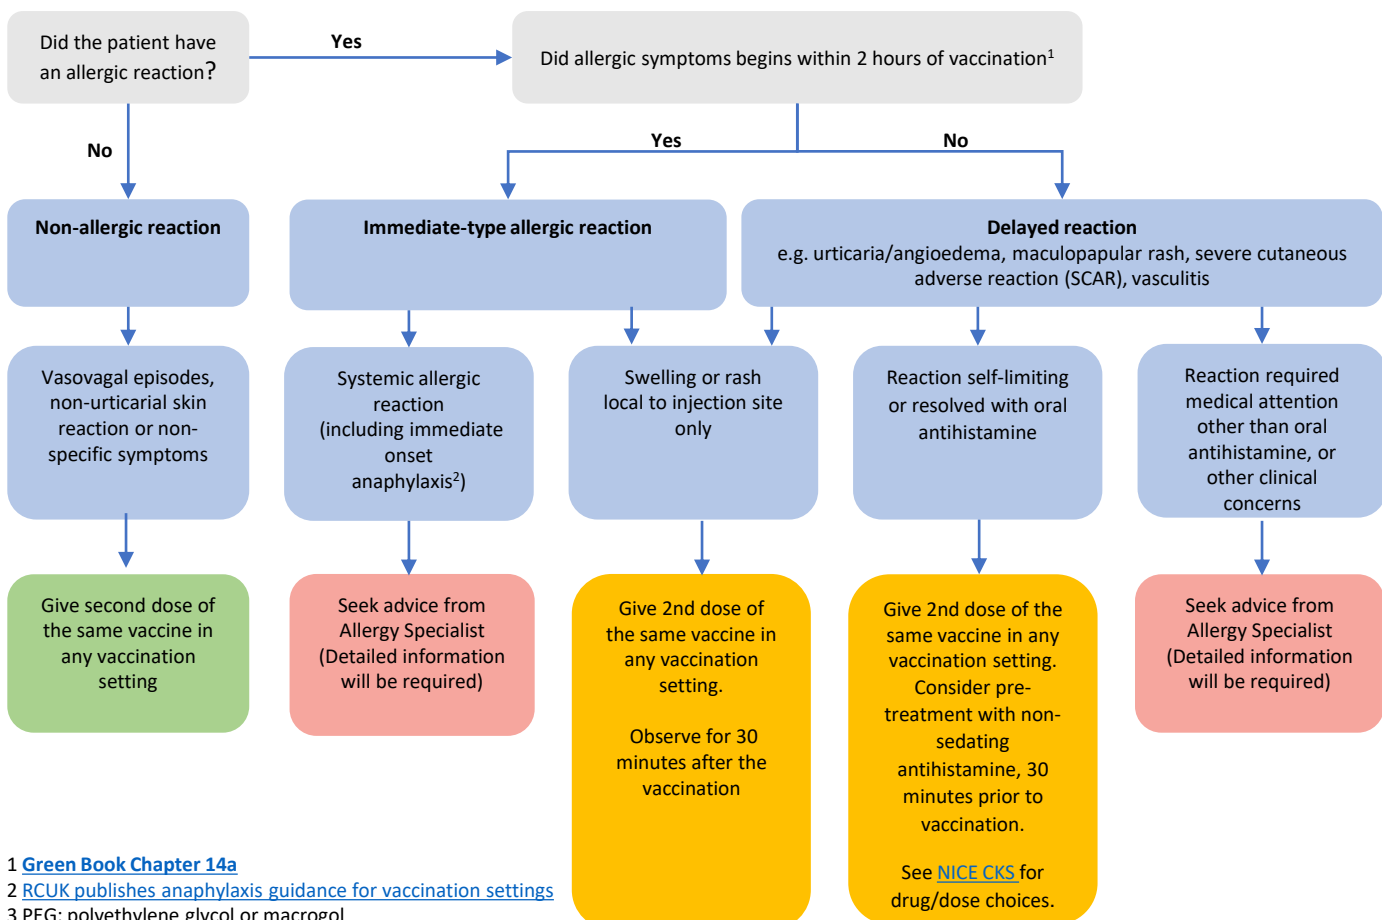 Did the patient have
an allergic reaction?
Yes
Did allergic symptoms begins within 2 hours of vaccination1
No
Yes
No
Non-allergic reaction
Immediate-type allergic reaction
Delayed reaction
e.g. urticaria/angioedema, maculopapular rash, severe cutaneous
adverse reaction (SCAR), vasculitis
Vasovagal episodes,
non-urticarial skin
reaction or non-
specific symptoms
Systemic allergic
reaction
(including immediate
onset
anaphylaxis2)
Swelling or rash
local to injection site
only
Reaction self-limiting
or resolved with oral
antihistamine
Reaction required
medical attention
other than oral
antihistamine, or
other clinical
concerns
Give second dose of
the same vaccine in
any vaccination
setting
Seek advice from
Allergy Specialist
(Detailed information
will be required)
Give 2nd dose of
the same vaccine in
any vaccination
setting.
Observe for 30
minutes after the
vaccination
Give 2nd dose of the
same vaccine in any
vaccination setting.
Consider pre-
treatment with non-
sedating
antihistamine, 30
minutes prior to
vaccination.
See NICE CKS for
drug/dose choices.
Seek advice from
Allergy Specialist
(Detailed information
will be required)
1 Green Book Chapter 14a
2 RCUK publishes anaphylaxis guidance for vaccination settings
3 PEG: polyethylene glycol or macrogol